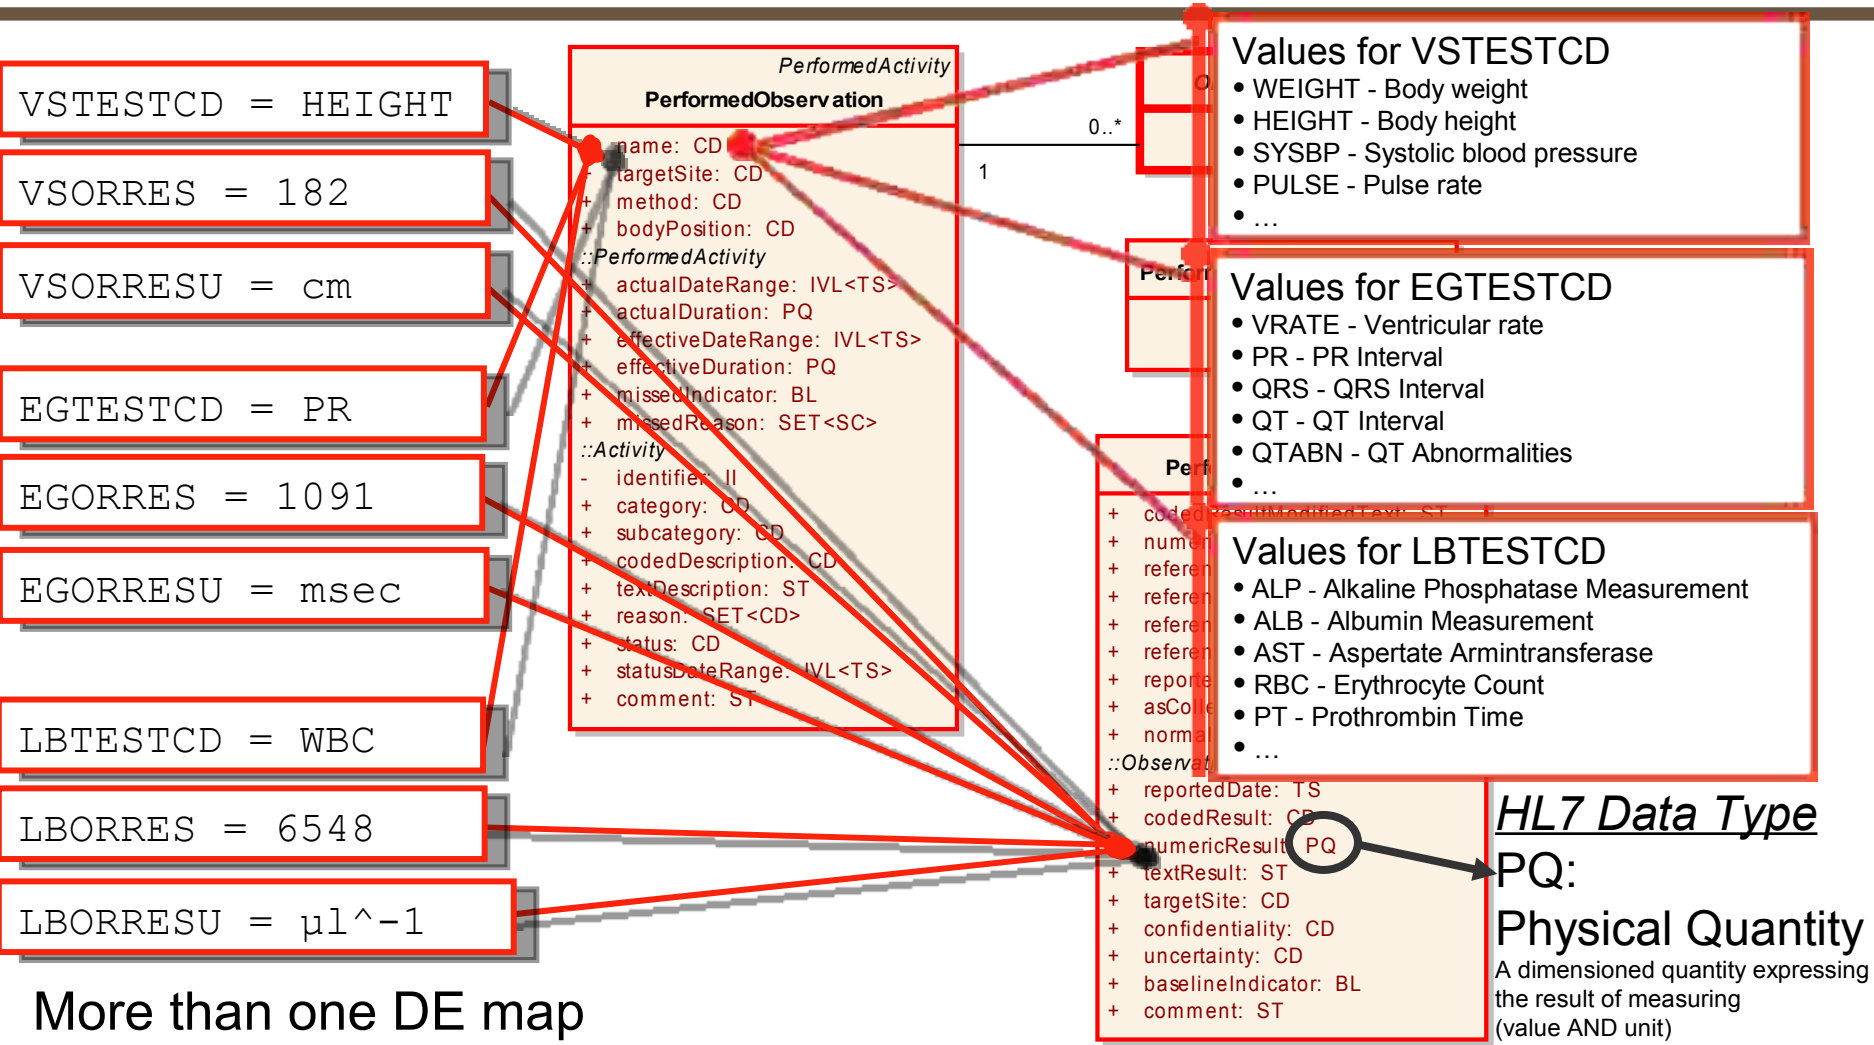 VSTESTCD = HEIGHT
VSORRES = 182
VSORRESU = cm
EGTESTCD = PR
EGORRES = 1091
EGORRESU = msec
LBTESTCD = WBC
LBORRES = 6548
LBORRESU = µl^-1
More than one DE map
PerformedActivity
PerformedObservation
name: CD
targetSite: CD
+ method: CD
+ bodyPosition: CD
::PerformedActivity
+ actualDateRange: IVL<TS>
+ actualDuration: PQ
+ effectiveDateRange: IVL<TS>
+ effectiveDuration: PQ
+ missedIndicator: BL
+ missedReason: SET<SC>
::Activity
- identifier: II
+ category: CD
+ subcategory: CD
+ codedDescription: CD
+ textDescription: ST
+ reason: SET<CD>
+ status: CD
+ statusDateRange: IVL<TS>
+ comment: ST
0..*
1
Values for VSTESTCD
• WEIGHT - Body weight
• HEIGHT - Body height
• SYSBP - Systolic blood pressure
• PULSE - Pulse rate
• ...
Values for EGTESTCD
• VRATE - Ventricular rate
• PR - PR Interval
• QRS - QRS Interval
• QT - QT Interval
• QTABN - QT Abnormalities
• ...
+ codedResultModifiedText: ST
Values for LBTESTCD
• ALP - Alkaline Phosphatase Measurement
• ALB - Albumin Measurement
• AST - Aspertate Armintransferase
• RBC - Erythrocyte Count
• PT - Prothrombin Time
• ...
+ reportedDate: TS
+ codedResult: CD
numericResult: PQ
+ textResult: ST
+ targetSite: CD
+ confidentiality: CD
+ uncertainty: CD
+ baselineIndicator: BL
+ comment: ST
HL7 Data Type
PQ:
Physical Quantity
A dimensioned quantity expressing
the result of measuring
(value AND unit)